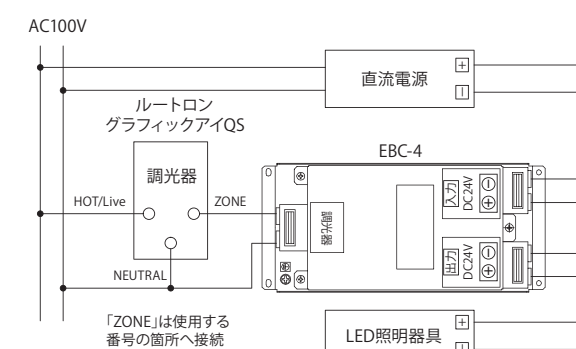 AC100V
直流電源
+
−
ルートロン
グラフィックアイQS
調光器
HOT/Live
ZONE
NEUTRAL
EBC-4
調光器
入力
DC24V
−
+
出力
DC24V
−
+
「ZONE」は使用する
番号の箇所へ接続
LED照明器具
+
−